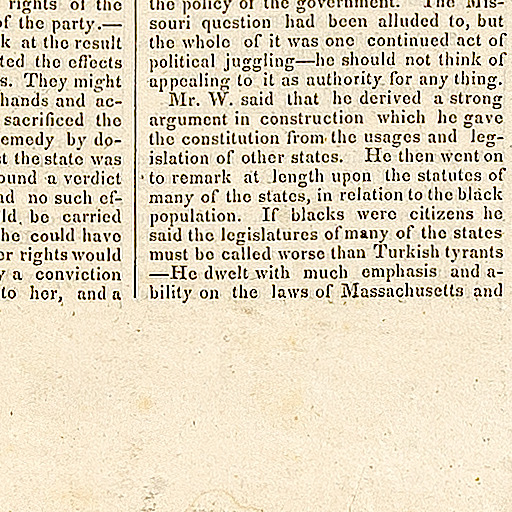 rights of the
of the party.—
k at the result
ted the effects
s. They might
hands and ac-
sacrificed the
emedy by do-
t the state was
ound a verdict
nd no such ef-
ld be carried
he could have
or rights would
y a conviction
to her, and a
the policy of the government. The Mis-
souri question had been alluded to, but
the whole of it was one continued act of
political juggling—he should not think of
appealing to it as authority for any thing.
Mr. W. said that he derived a strong
argument in construction which he gave
the constitution from the usages and leg-
islation of other states. He then went on
to remark at length upon the statutes of
many of the states, in relation to the black
population. If blacks were citizens he
said the legislatures of many of the states
must be called worse than Turkish tyrants
—He dwelt with much emphasis and a-
bility on the laws of Massachusetts and